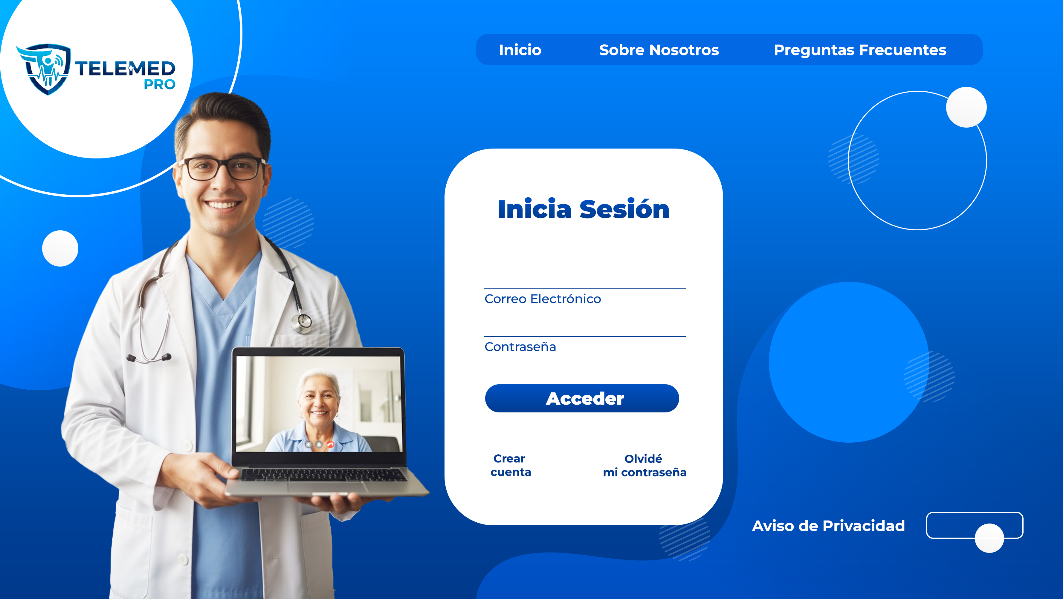 TELEMED
PRO
Inicio
Sobre Nosotros
Preguntas Frecuentes
Inicia Sesión
Correo Electrónico
Contraseña
Acceder
Crear
cuenta
Olvidé
mi contraseña
Aviso de Privacidad